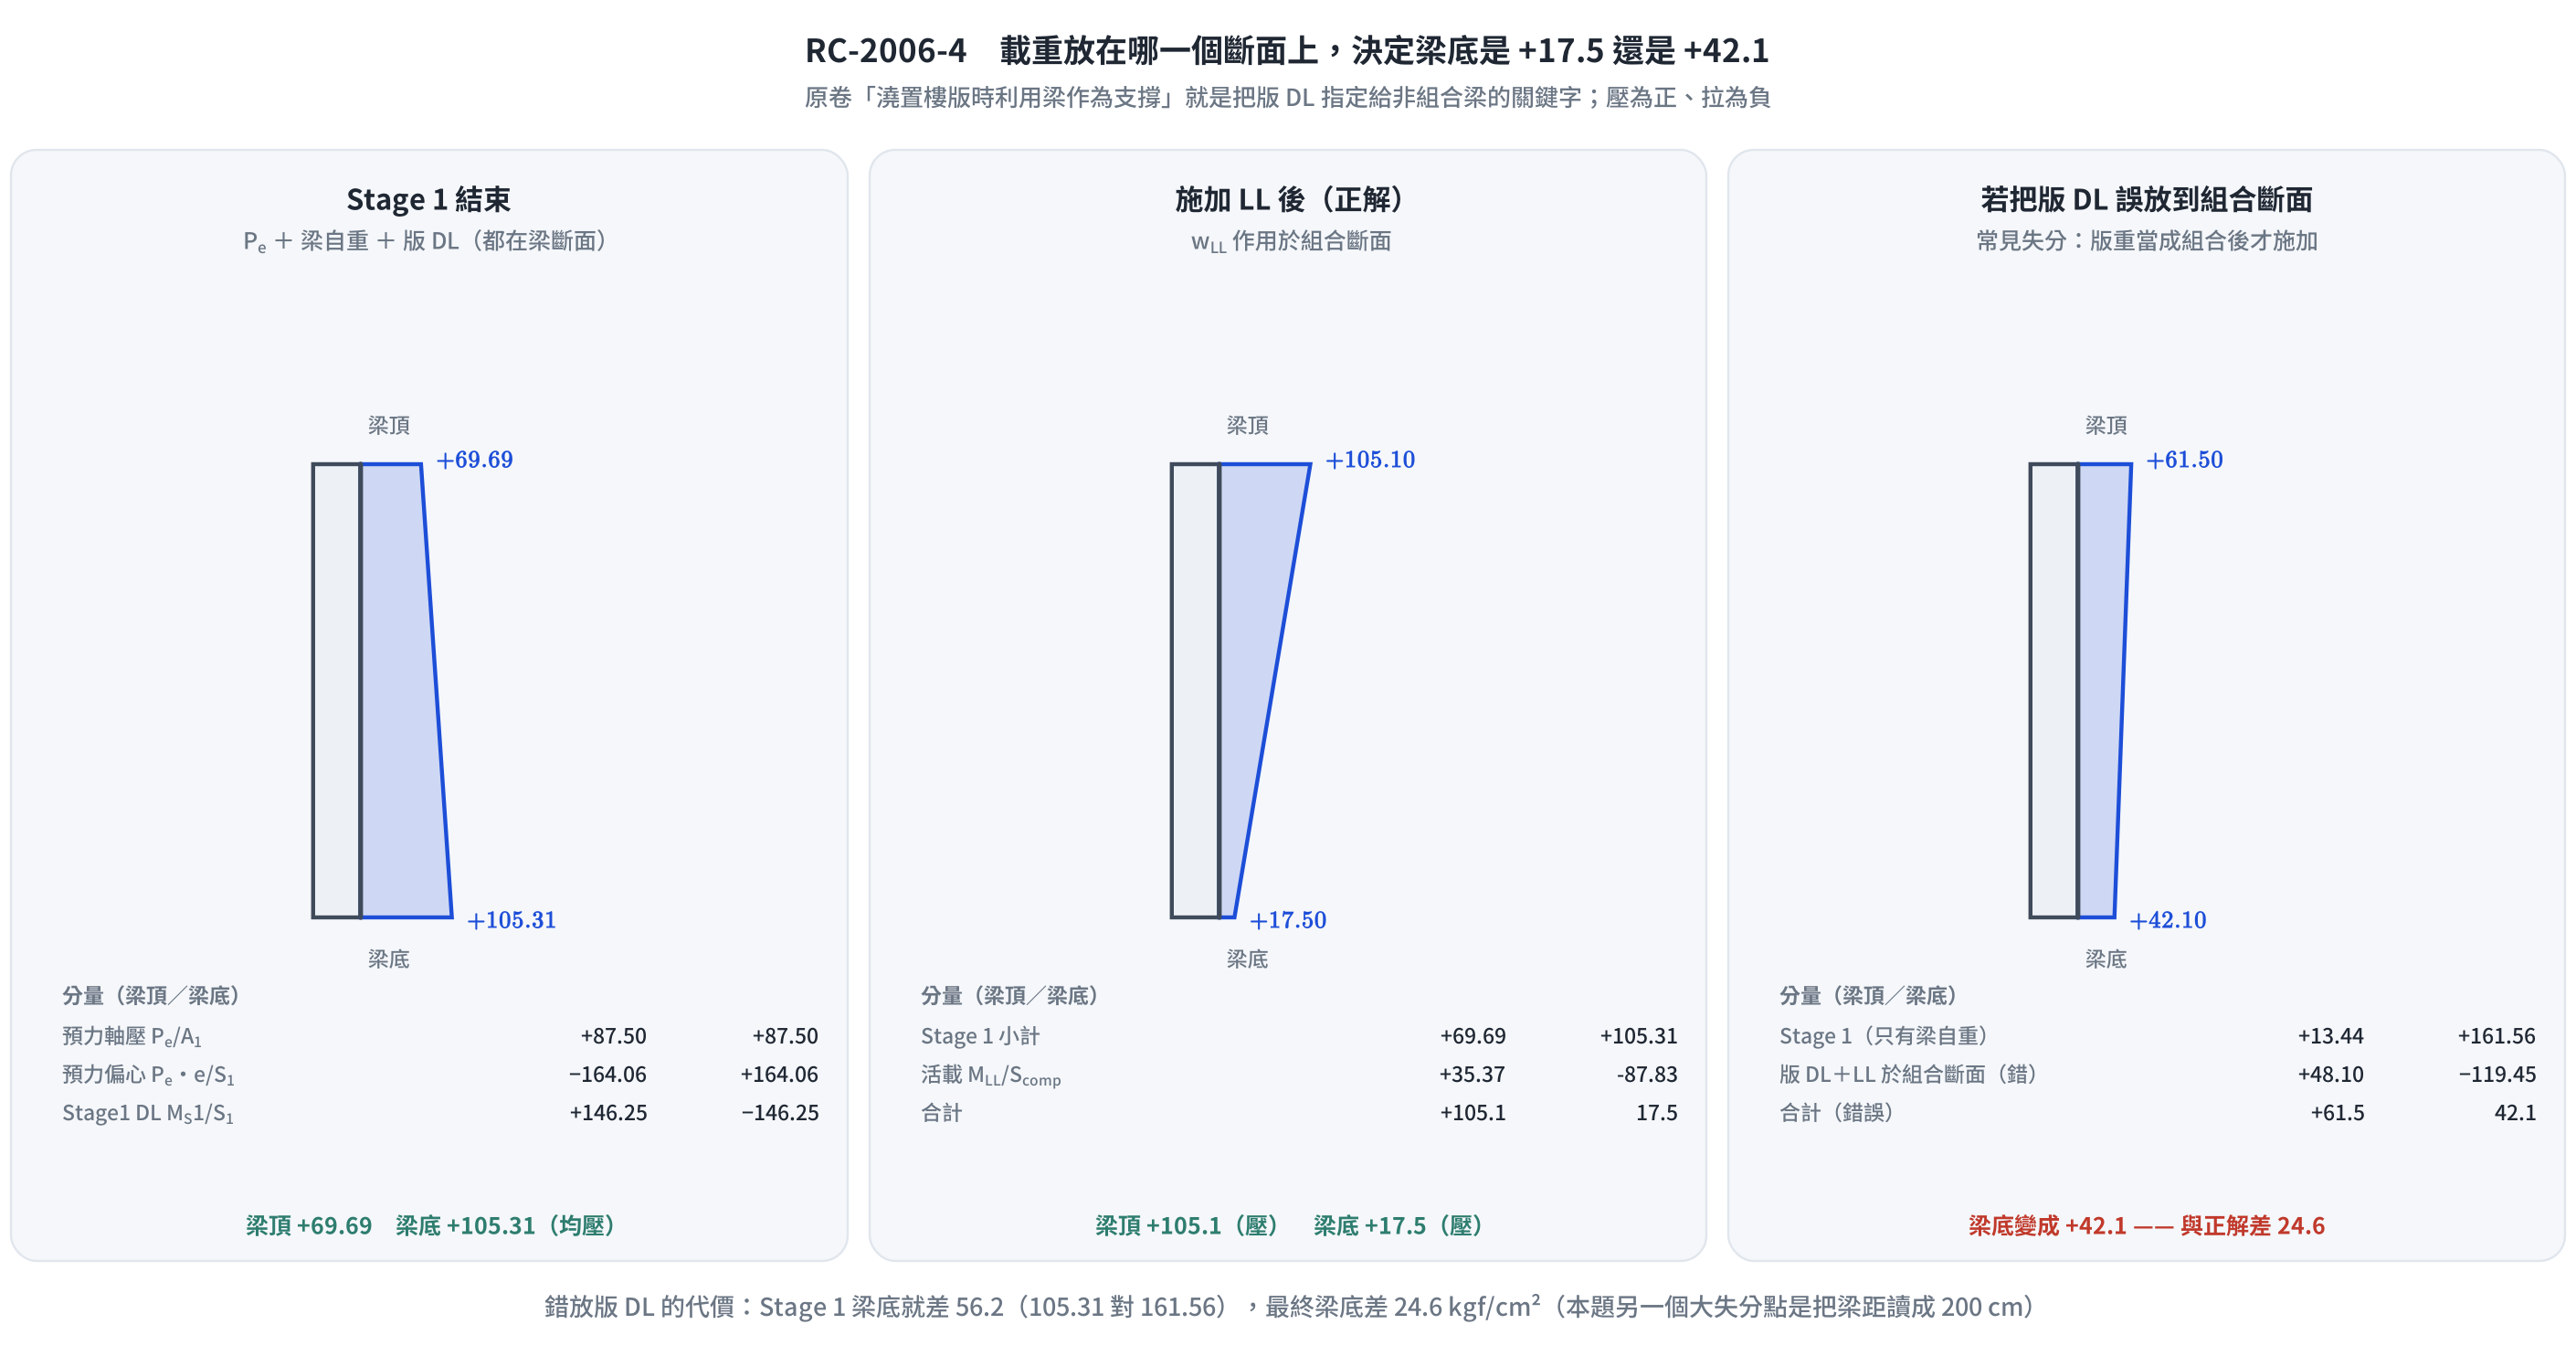 RC-2006-4　載重放在哪一個斷面上，決定梁底是 +17.5 還是 +42.1
原卷「澆置樓版時利用梁作為支撐」就是把版 DL 指定給非組合梁的關鍵字；壓為正、拉為負
Stage 1 結束
Pe ＋ 梁自重 ＋ 版 DL（都在梁斷面）
梁頂
+69.69
+105.31
梁底
分量（梁頂／梁底）
預力軸壓 Pe/A1 +87.50 +87.50
預力偏心 Pe・e/S1 −164.06 +164.06
Stage1 DL MS1/S1 +146.25 −146.25
梁頂 +69.69　梁底 +105.31（均壓）
施加 LL 後（正解）
wLL 作用於組合斷面
梁頂
+105.10
+17.50
梁底
分量（梁頂／梁底）
Stage 1 小計 +69.69 +105.31
活載 MLL/Scomp +35.37 -87.83
合計 +105.1 17.5
梁頂 +105.1（壓）　梁底 +17.5（壓）
若把版 DL 誤放到組合斷面
常見失分：版重當成組合後才施加
梁頂
+61.50
+42.10
梁底
分量（梁頂／梁底）
Stage 1（只有梁自重） +13.44 +161.56
版 DL＋LL 於組合斷面（錯） +48.10 −119.45
合計（錯誤） +61.5 42.1
梁底變成 +42.1 —— 與正解差 24.6
錯放版 DL 的代價：Stage 1 梁底就差 56.2（105.31 對 161.56），最終梁底差 24.6 kgf/cm²（本題另一個大失分點是把梁距讀成 200 cm）